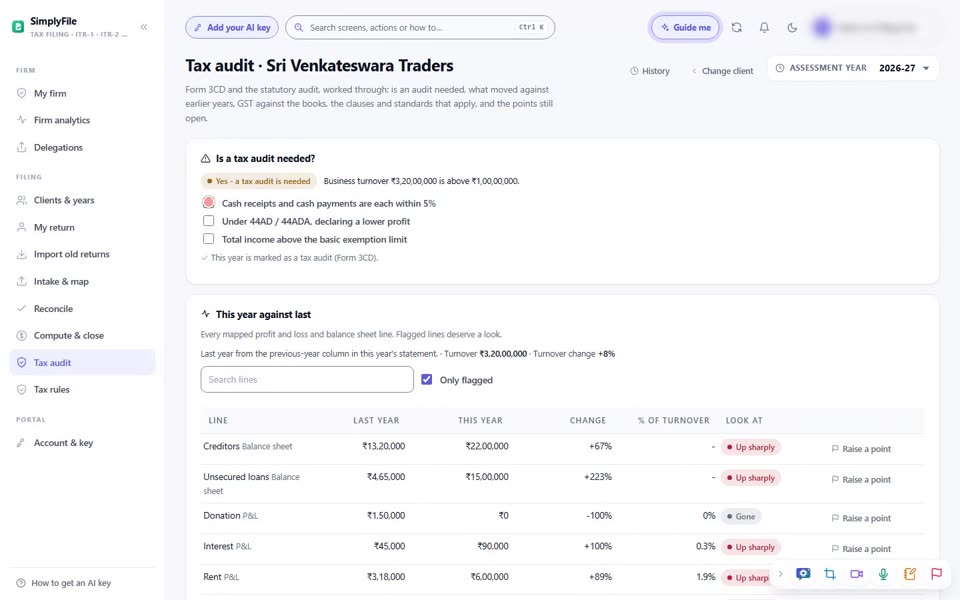 SimplyFile
TAX FILING · ITR-1 · ITR-2 ...
FIRM
My firm
Firm analytics
Delegations
FILING
Clients & years
My return
Import old returns
Intake & map
Reconcile
Compute & close
Tax audit
Tax rules
PORTAL
Account & key
How to get an AI key
Add your AI key
Search screens, actions or how to...
Ctrl K
Guide me
Tax audit · Sri Venkateswara Traders
History
Change client
ASSESSMENT YEAR 2026-27
Form 3CD and the statutory audit, worked through: is an audit needed, what moved against
earlier years, GST against the books, the clauses and standards that apply, and the points still
open.
Is a tax audit needed?
Yes - a tax audit is needed Business turnover ₹3,20,00,000 is above ₹1,00,00,000.
Cash receipts and cash payments are each within 5%
Under 44AD / 44ADA, declaring a lower profit
Total income above the basic exemption limit
This year is marked as a tax audit (Form 3CD).
This year against last
Every mapped profit and loss and balance sheet line. Flagged lines deserve a look.
Last year from the previous-year column in this year's statement. · Turnover ₹3,20,00,000 · Turnover change +8%
Search lines
Only flagged
LINE LAST YEAR THIS YEAR CHANGE % OF TURNOVER LOOK AT
Creditors Balance sheet ₹13,20,000 ₹22,00,000 +67% - Up sharply Raise a point
Unsecured loans Balance sheet ₹4,65,000 ₹15,00,000 +223% - Up sharply Raise a point
Donation P&L ₹1,50,000 ₹0 -100% 0% Gone Raise a point
Interest P&L ₹45,000 ₹90,000 +100% 0.3% Up sharply Raise a point
Rent P&L ₹3,18,000 ₹6,00,000 +89% 1.9% Up sharp